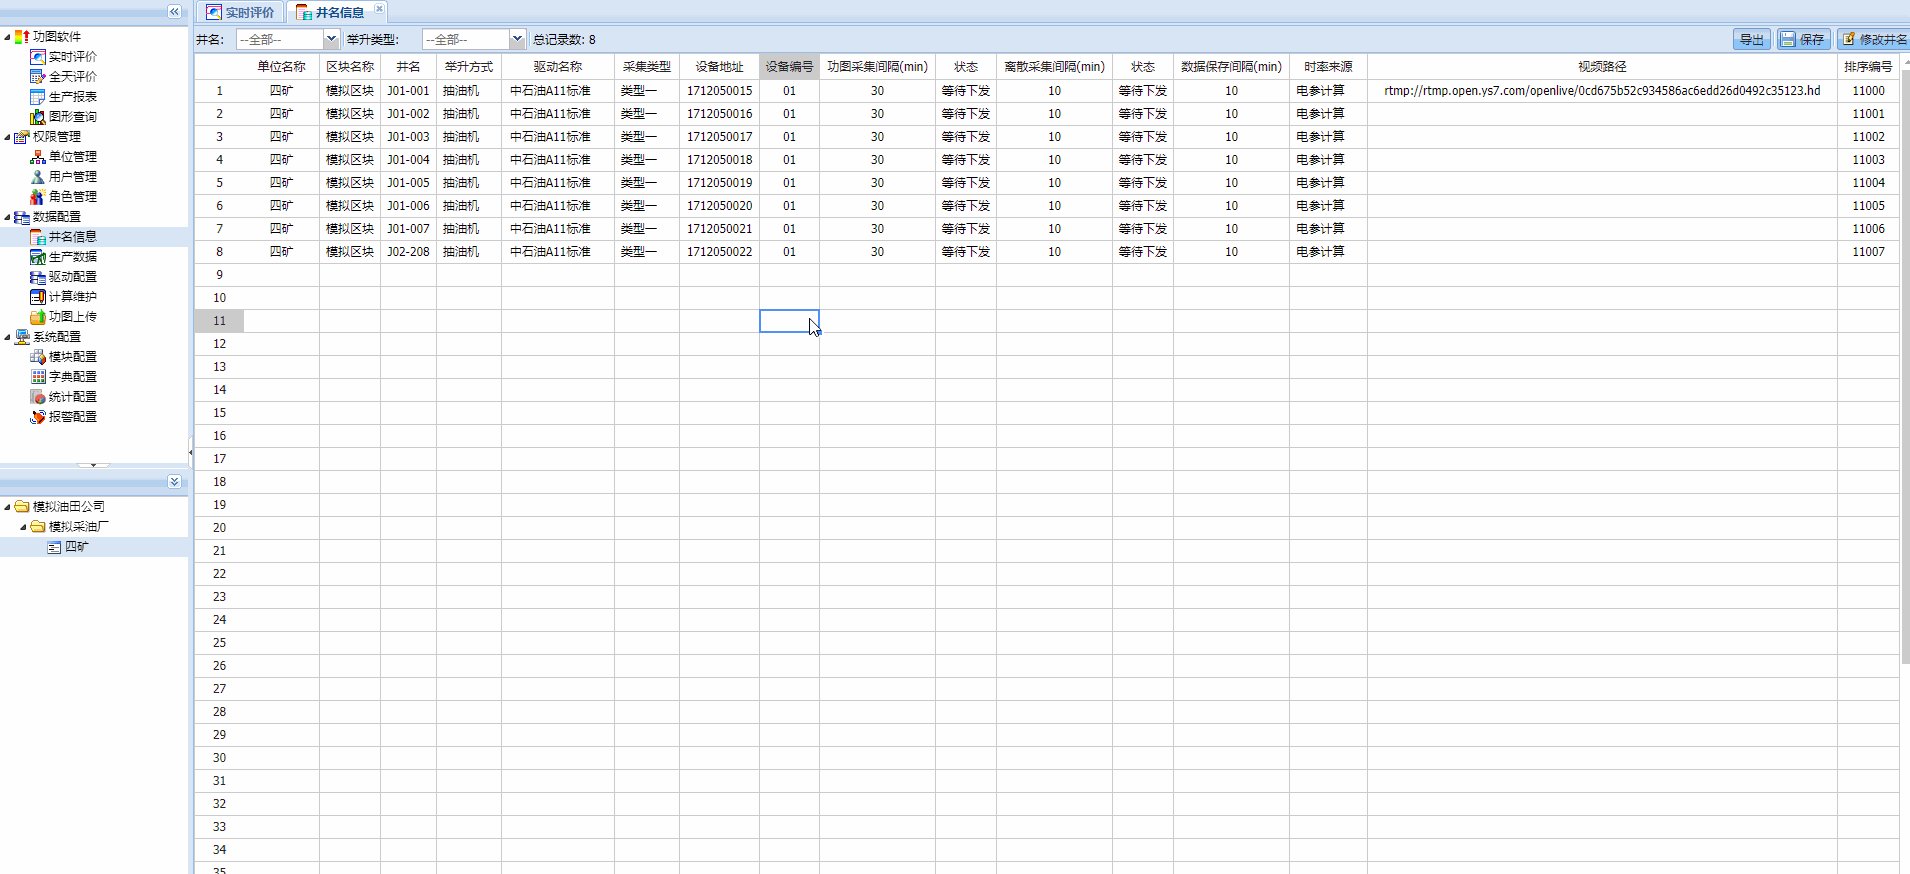 实时评价 井名信息
井名: --全部-- 举升类型: --全部-- 总记录数: 8 导出 保存 修改井名
功图软件
实时评价
全天评价
生产报表
图形查询
权限管理
单位管理
用户管理
角色管理
数据配置
井名信息
生产数据
驱动配置
计算维护
功图上传
系统配置
模块配置
字典配置
统计配置
报警配置
模拟油田公司
模拟采油厂
四矿
单位名称 区块名称 井名 举升方式 驱动名称 采集类型 设备地址 设备编号 功图采集间隔(min) 状态 离散采集间隔(min) 状态 数据保存间隔(min) 时率来源 视频路径 排序编号
1 四矿 模拟区块 J01-001 抽油机 中石油A11标准 类型一 1712050015 01 30 等待下发 10 等待下发 10 电参计算 rtmp://rtmp.open.ys7.com/openlive/0cd675b52c934586ac6edd26d0492c35123.hd 11000
2 四矿 模拟区块 J01-002 抽油机 中石油A11标准 类型一 1712050016 01 30 等待下发 10 等待下发 10 电参计算 11001
3 四矿 模拟区块 J01-003 抽油机 中石油A11标准 类型一 1712050017 01 30 等待下发 10 等待下发 10 电参计算 11002
4 四矿 模拟区块 J01-004 抽油机 中石油A11标准 类型一 1712050018 01 30 等待下发 10 等待下发 10 电参计算 11003
5 四矿 模拟区块 J01-005 抽油机 中石油A11标准 类型一 1712050019 01 30 等待下发 10 等待下发 10 电参计算 11004
6 四矿 模拟区块 J01-006 抽油机 中石油A11标准 类型一 1712050020 01 30 等待下发 10 等待下发 10 电参计算 11005
7 四矿 模拟区块 J01-007 抽油机 中石油A11标准 类型一 1712050021 01 30 等待下发 10 等待下发 10 电参计算 11006
8 四矿 模拟区块 J02-208 抽油机 中石油A11标准 类型一 1712050022 01 30 等待下发 10 等待下发 10 电参计算 11007
9
10
11
12
13
14
15
16
17
18
19
20
21
22
23
24
25
26
27
28
29
30
31
32
33
34
35